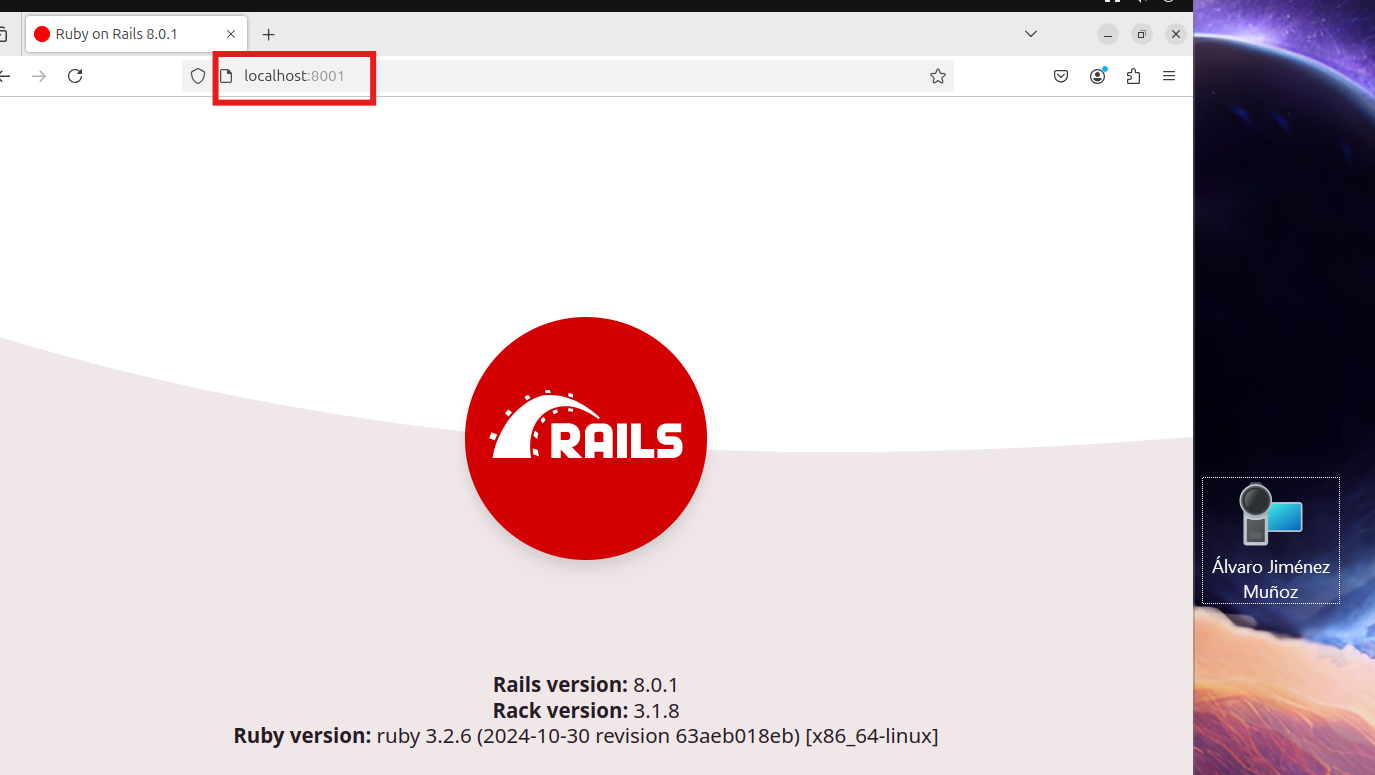 Ruby on Rails 8.0.1
localhost:8001
RAILS
Álvaro Jiménez
Muñoz
Rails version: 8.0.1
Rack version: 3.1.8
Ruby version: ruby 3.2.6 (2024-10-30 revision 63aeb018eb) [x86_64-linux]